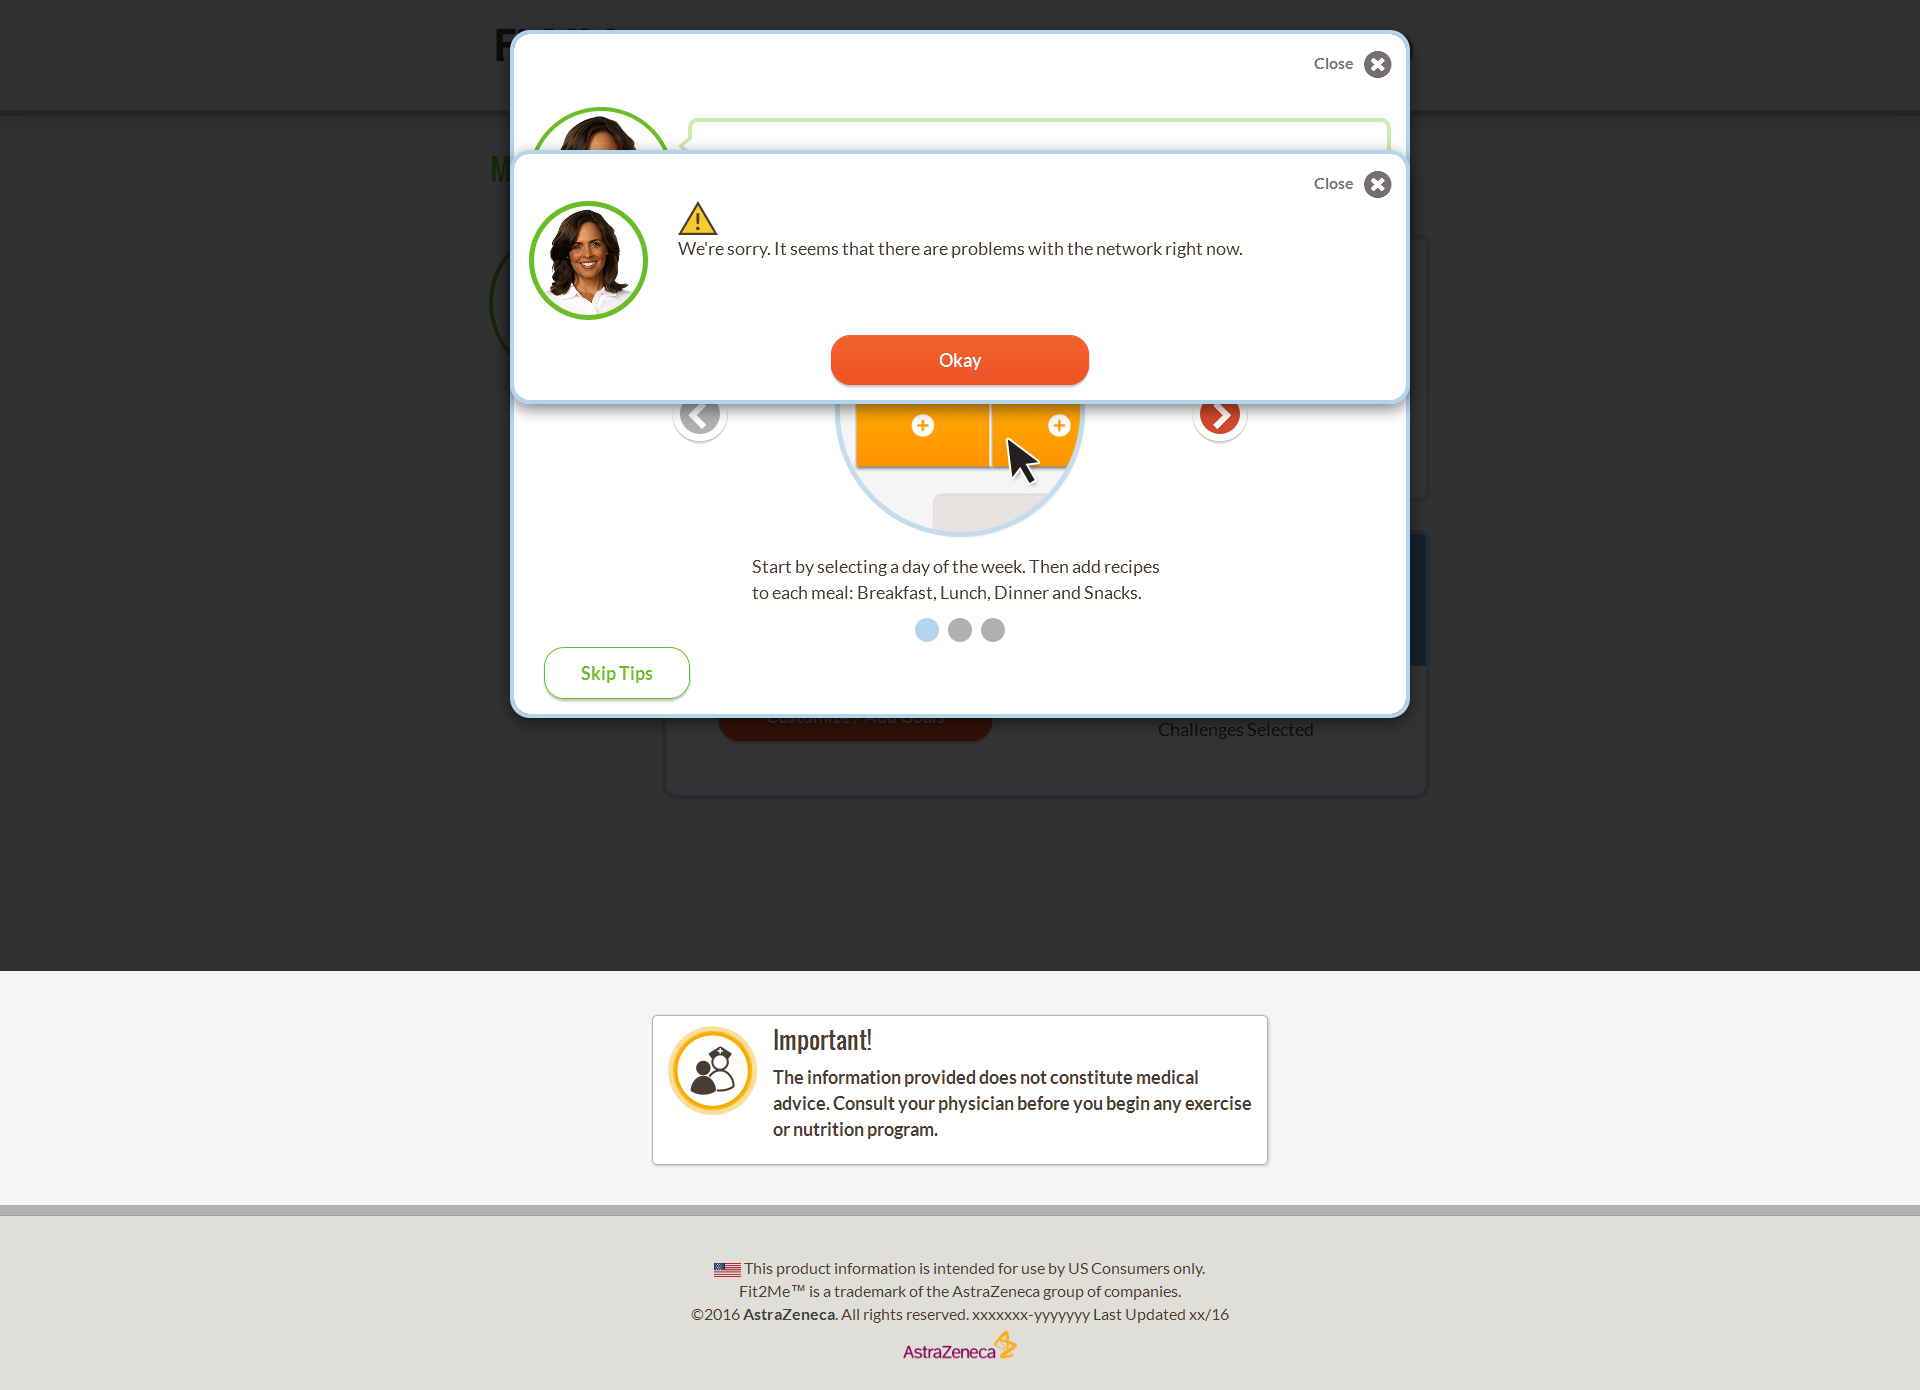 Close
Close
We're sorry. It seems that there are problems with the network right now.
Okay
Start by selecting a day of the week. Then add recipes
to each meal: Breakfast, Lunch, Dinner and Snacks.
Skip Tips
Customize / Add Goals
Challenges Selected
Important!
The information provided does not constitute medical
advice. Consult your physician before you begin any exercise
or nutrition program.
This product information is intended for use by US Consumers only.
Fit2Me™ is a trademark of the AstraZeneca group of companies.
©2016 AstraZeneca. All rights reserved. xxxxxxx-yyyyyyy Last Updated xx/16
AstraZeneca